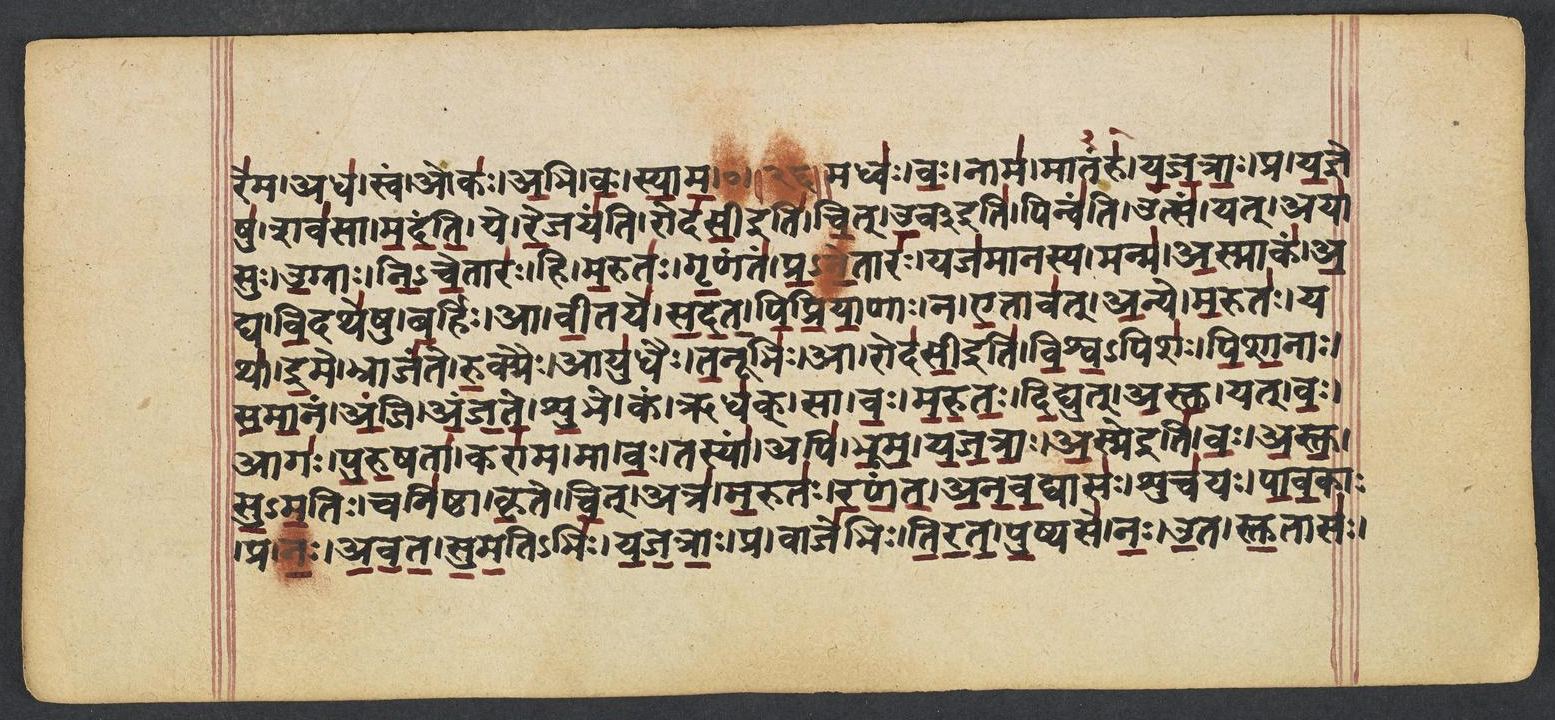 रेम।अध।स्वं।ओकः।अभि।वः।स्याम।०।२६ मध्वः।वः।नाम।मारुतं।यजत्राः।प्र।यज्ञे
षु।शवसा।मदंति।ये।रेजयंति।रोदसीइति।चित्।उर्वीइति।पिन्वंति।उत्सं।यत्।अया
सुः।उग्राः।निऽचेतारः।हि।मरुतः।गृणंतं।प्रऽनेतारः।यजमानस्य।मन्म।अस्माकं।अ
द्य।विदथेषु।बर्हिः।आ।वीतये।सदत।पिप्रियाणाः।न।एतावत्।अन्ये।मरुतः।य
था।इमे।भ्राजंते।रुक्मैः।आयुधैः।तनूभिः।आ।रोदसीइति।विश्वऽपिशः।पिशानाः।
समानं।अंजि।अंजते।शुभे।कं।ऋधक्।सा।वः।मरुतः।दिद्युत्।अस्तु।यत्।वः।
आगः।पुरुषता।कराम।मा।वः।तस्यां।अपि।भूम।यजत्राः।अस्मेइति।वः।अस्तु।
सुऽमतिः।चनिष्ठा।कृते।चित्।अत्र।मरुतः।रणंत।अनवद्यासः।शुचयः।पावकाः
।प्र।नः।अवत।सुमतिऽभिः।यजत्राः।प्र।वाजेभिः।तिरत।पुष्यसे।नः।उत।स्तुतासः।